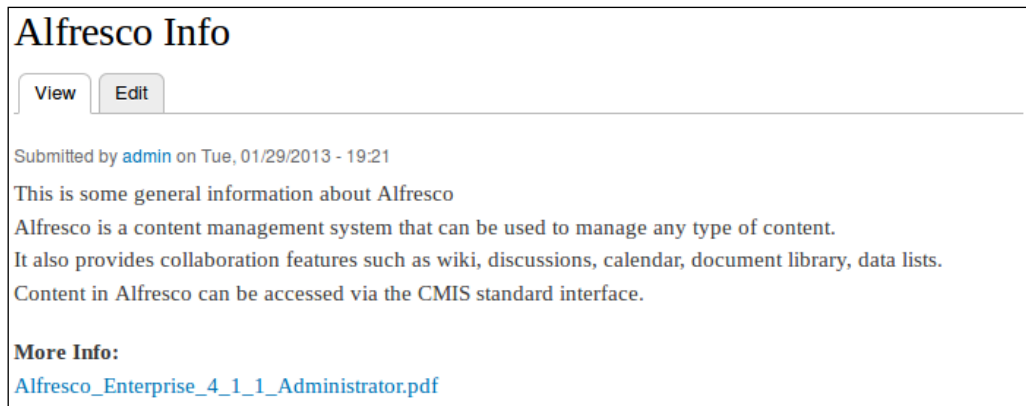 Alfresco Info
View Edit
Submitted by admin on Tue, 01/29/2013 - 19:21
This is some general information about Alfresco
Alfresco is a content management system that can be used to manage any type of content.
It also provides collaboration features such as wiki, discussions, calendar, document library, data lists.
Content in Alfresco can be accessed via the CMIS standard interface.
More Info:
Alfresco_Enterprise_4_1_1_Administrator.pdf